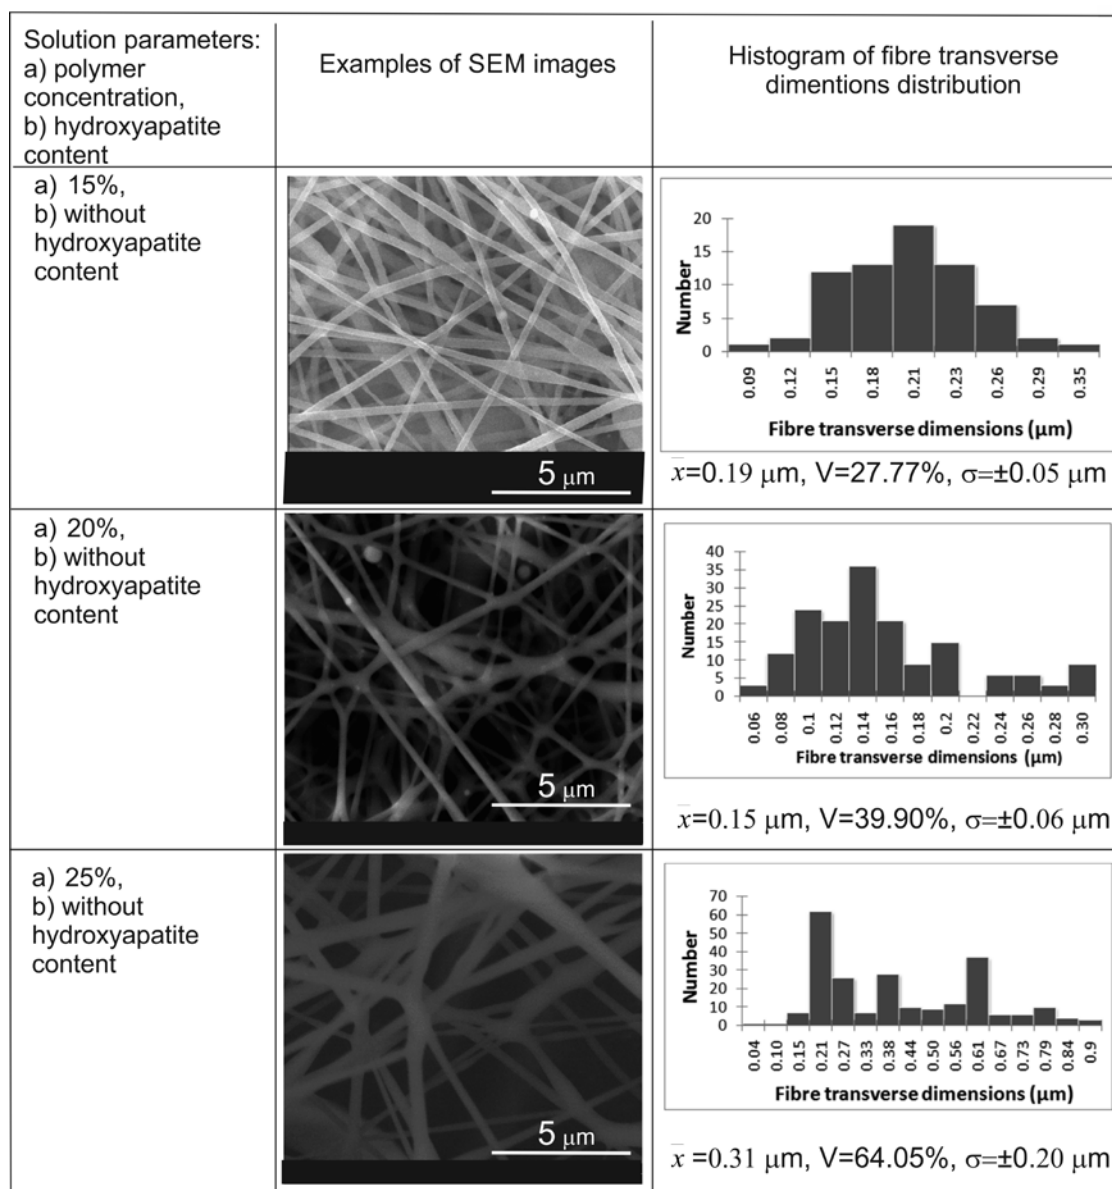 Solution parameters:
a) polymer
concentration,
b) hydroxyapatite
content
Examples of SEM images
Histogram of fibre transverse
dimentions distribution
a) 15%,
b) without
hydroxyapatite
content
5 μm
20
15
10
5
0
Number
0.09 0.12 0.15 0.18 0.21 0.23 0.26 0.29 0.35
Fibre transverse dimensions (μm)
x̅=0.19 μm, V=27.77%, σ=±0.05 μm
a) 20%,
b) without
hydroxyapatite
content
5 μm
40
35
30
25
20
15
10
5
0
Number
0.06 0.08 0.1 0.12 0.14 0.16 0.18 0.2 0.22 0.24 0.26 0.28 0.30
Fibre transverse dimensions (μm)
x̅=0.15 μm, V=39.90%, σ=±0.06 μm
a) 25%,
b) without
hydroxyapatite
content
5 μm
70
60
50
40
30
20
10
0
Number
0.04 0.10 0.15 0.21 0.27 0.33 0.38 0.44 0.50 0.56 0.61 0.67 0.73 0.79 0.84 0.9
Fibre transverse dimensions (μm)
x̅ =0.31 μm, V=64.05%, σ=±0.20 μm